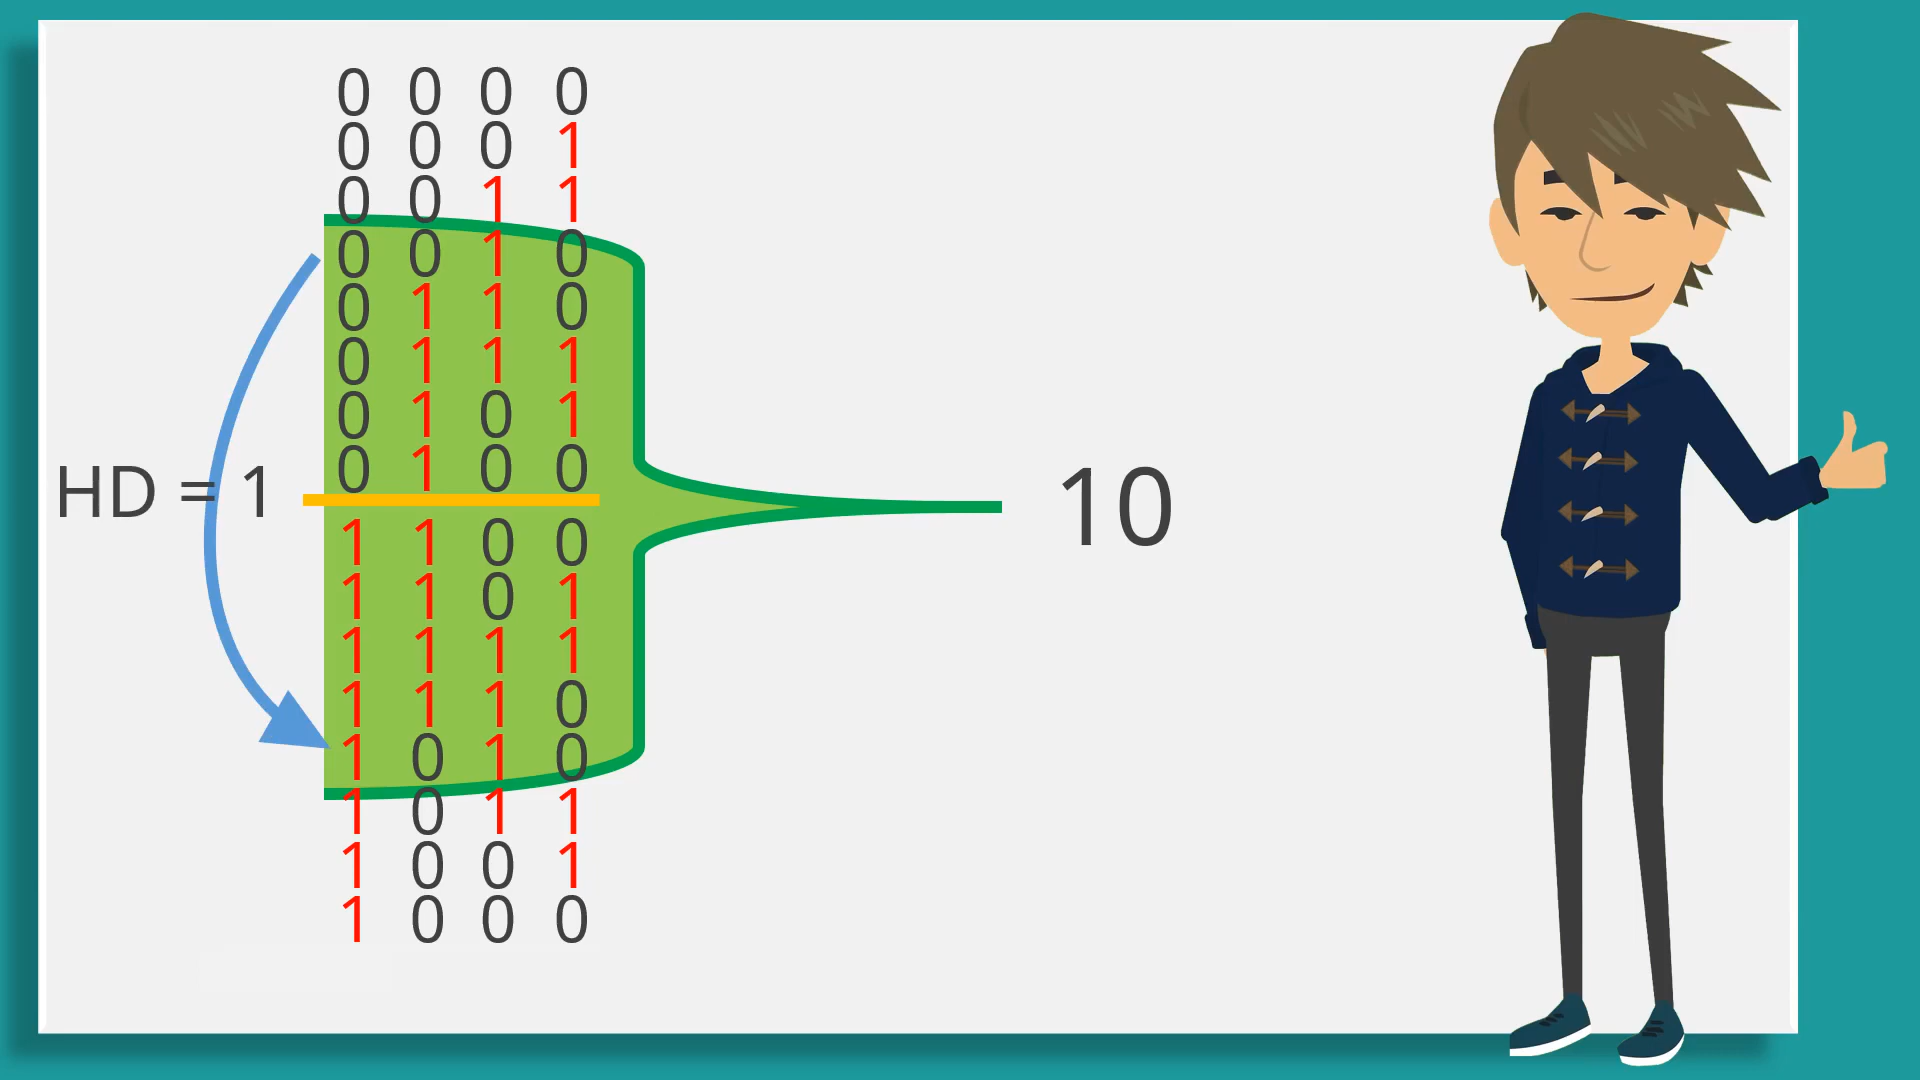 0 0 0 0
0 0 0 1
0 0 1 1
0 0 1 0
0 1 1 0
0 1 1 1
0 1 0 1
0 1 0 0
HD = 1
10
1 1 0 0
1 1 0 1
1 1 1 1
1 1 1 0
1 0 1 0
1 0 1 1
1 0 0 1
1 0 0 0